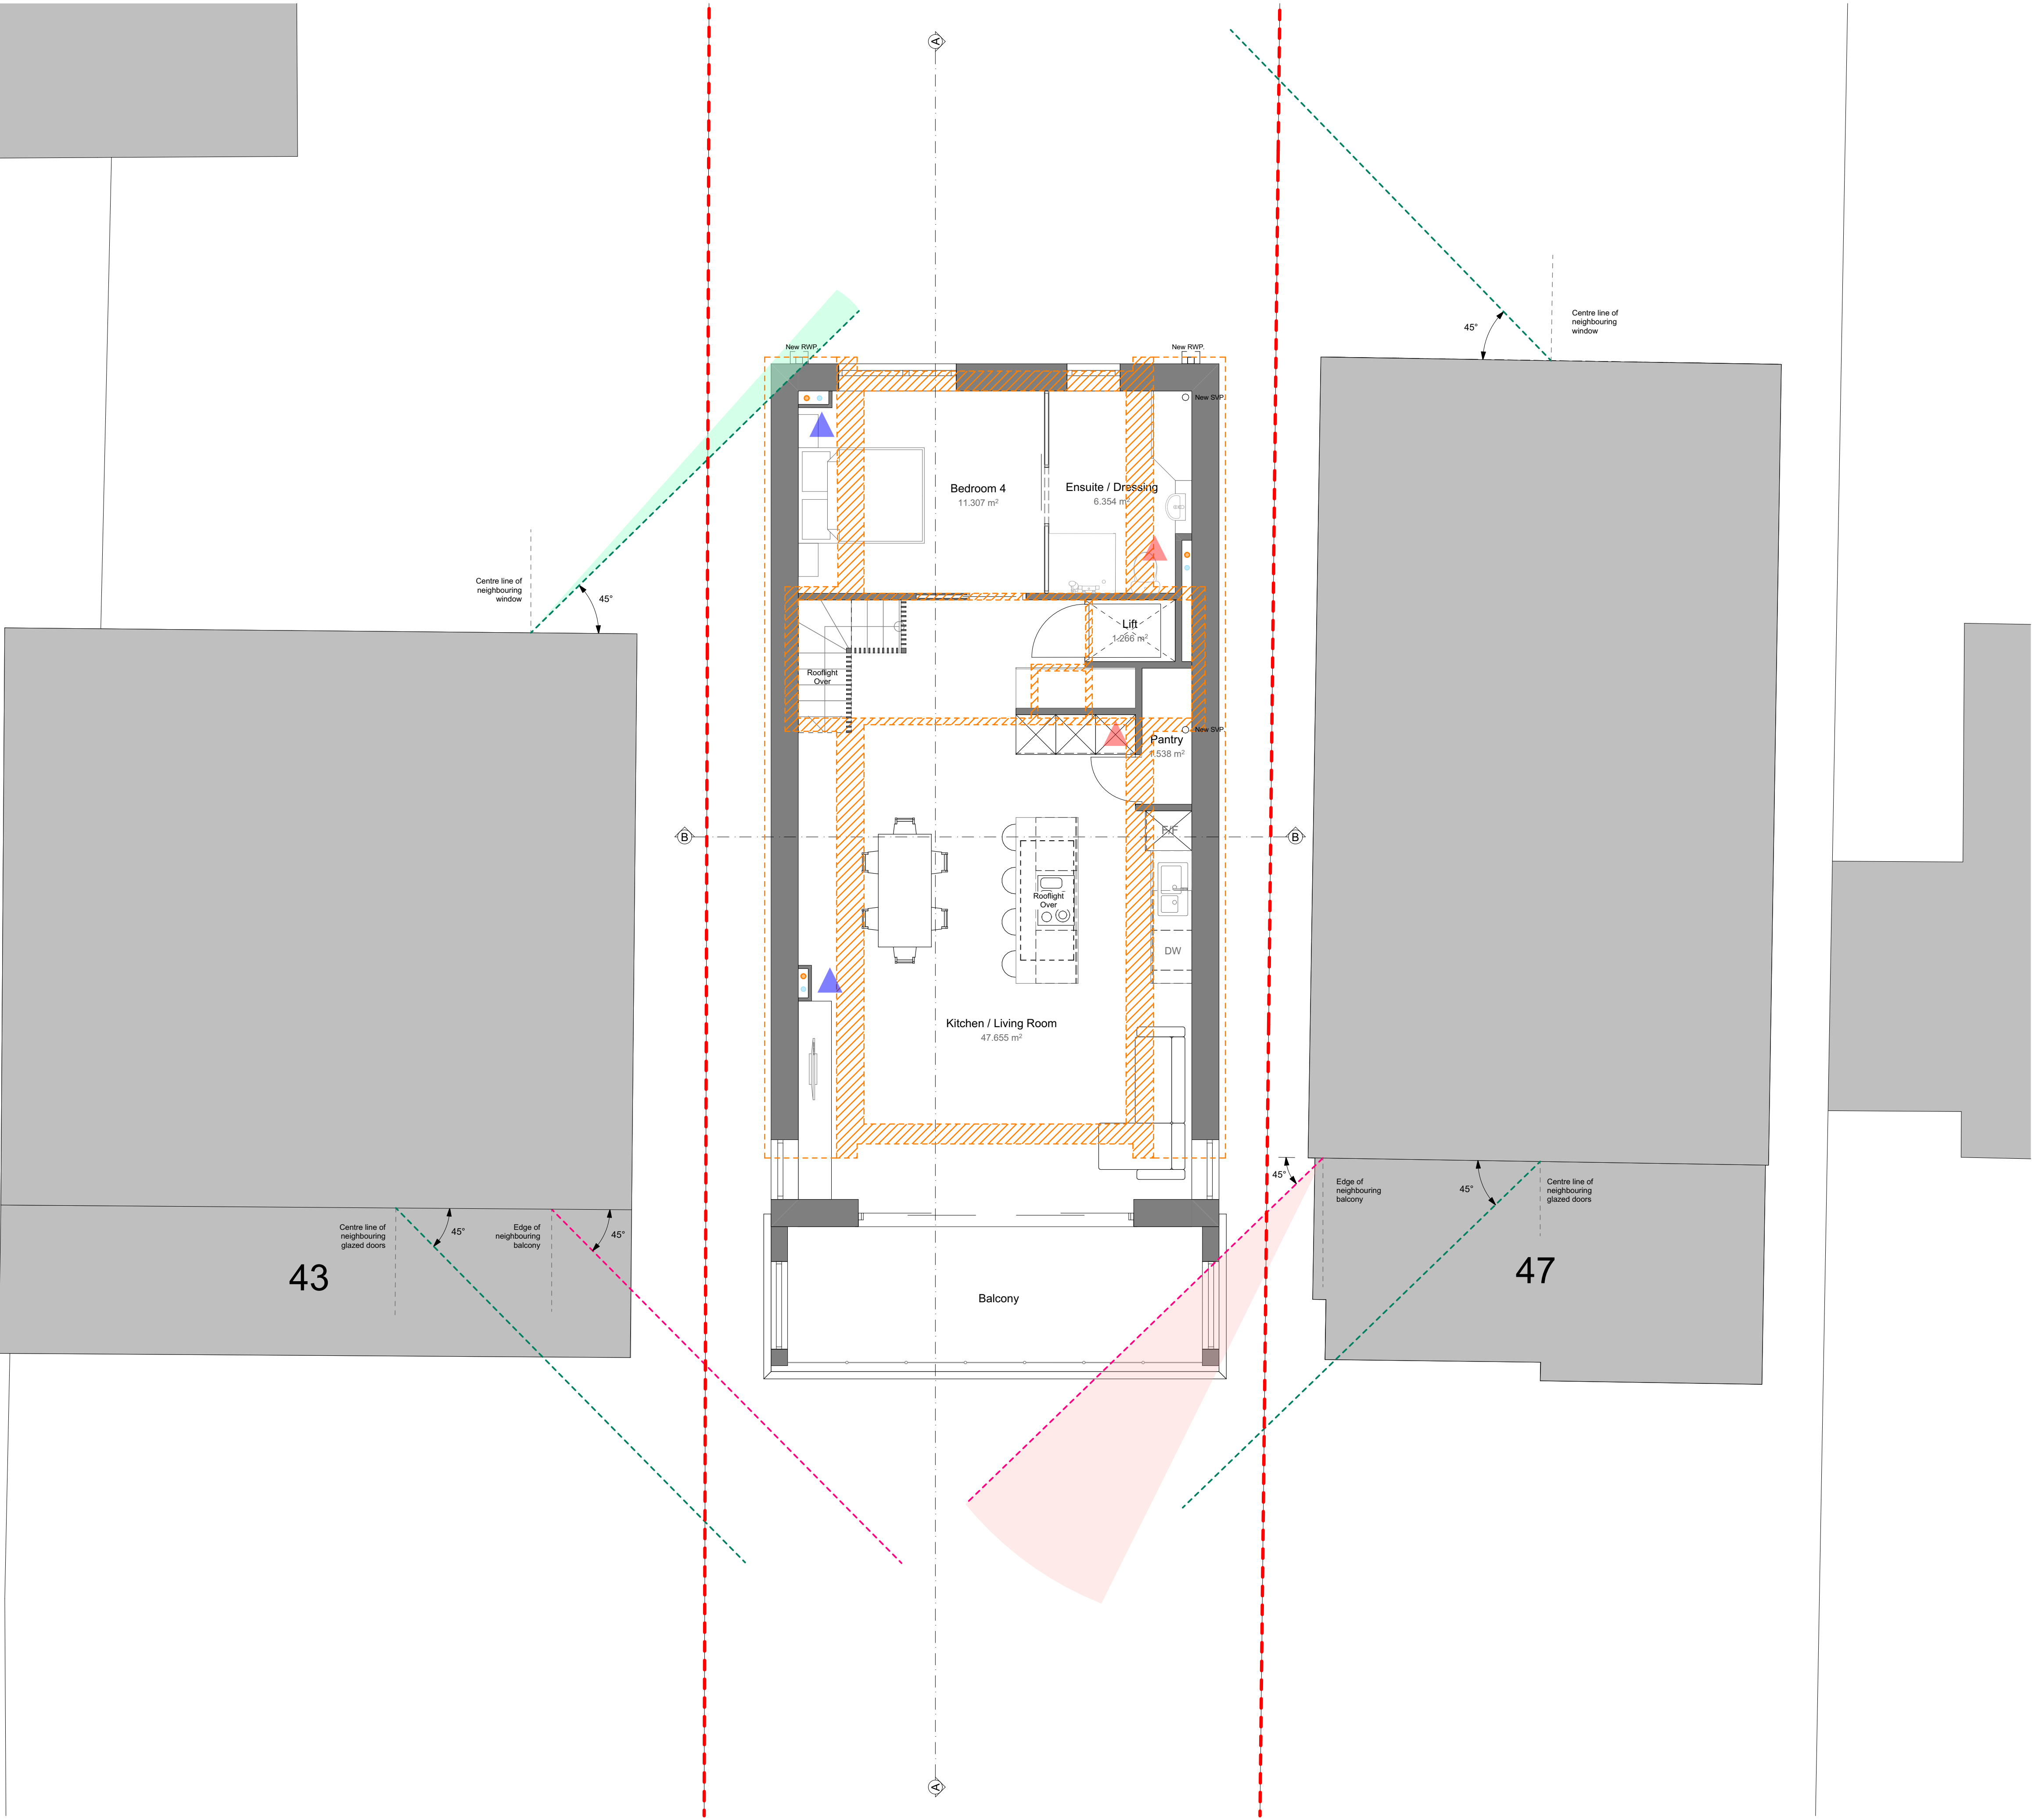 A
Centre line of
neighbouring
window
45°
New RWP.
New RWP.
New SVP.
Bedroom 4
11.307 m²
Ensuite / Dressing
6.354 m²
Centre line of
neighbouring
window
45°
Lift
1.266 m²
Rooflight
Over
New SVP.
Pantry
1.538 m²
B
B
F/F
Rooflight
Over
DW
Kitchen / Living Room
47.655 m²
45°
Edge of
neighbouring
balcony
45°
Centre line of
neighbouring
glazed doors
Centre line of
neighbouring
glazed doors
45°
Edge of
neighbouring
balcony
45°
43
47
Balcony
A